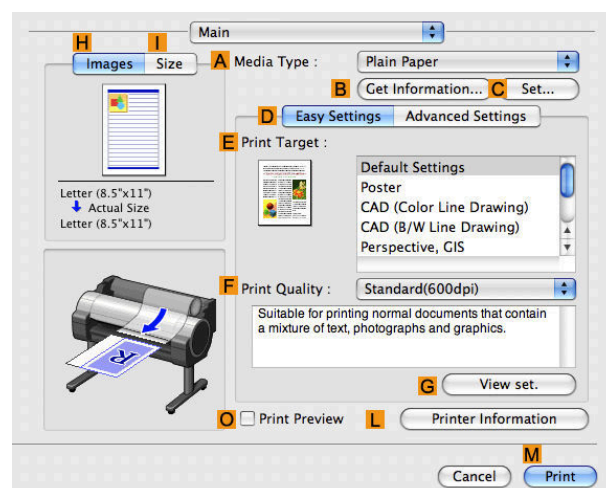 Main
H I
Images Size
A Media Type : Plain Paper
B Get Information... C Set...
D Easy Settings Advanced Settings
E Print Target :
Default Settings
Poster
CAD (Color Line Drawing)
CAD (B/W Line Drawing)
Perspective, GIS
Letter (8.5"x11")
Actual Size
Letter (8.5"x11")
F Print Quality : Standard(600dpi)
Suitable for printing normal documents that contain
a mixture of text, photographs and graphics.
R
G View set.
O Print Preview L Printer Information
M
Cancel Print